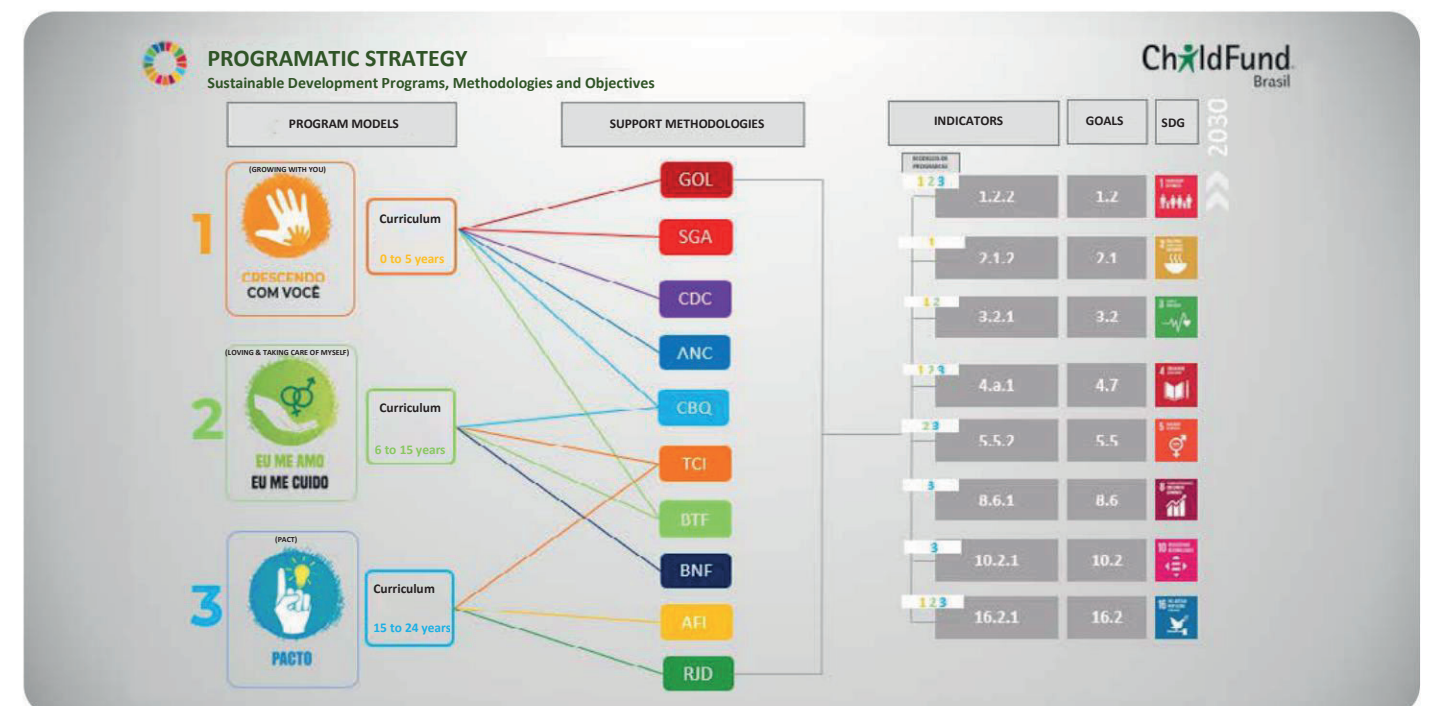 PROGRAMATIC STRATEGY
Sustainable Development Programs, Methodologies and Objectives
ChildFund
Brasil
PROGRAM MODELS
SUPPORT METHODOLOGIES
INDICATORS
GOALS
SDG
2030
1
(GROWING WITH YOU)
CRESCENDO
COM VOCÊ
Curriculum
0 to 5 years
2
(LOVING & TAKING CARE OF MYSELF)
EU ME AMO
EU ME CUIDO
Curriculum
6 to 15 years
3
(PACT)
PACTO
Curriculum
15 to 24 years
GOL
SGA
CDC
ANC
CBQ
TCI
BTF
BNF
AFI
RJD
1 2 3
1.2.2
1.2
1
1
2.1.2
2.1
2
1 2
3.2.1
3.2
3
1 2 3
4.a.1
4.7
4
2 3
5.5.2
5.5
5
3
8.6.1
8.6
8
3
10.2.1
10.2
10
1 2 3
16.2.1
16.2
16